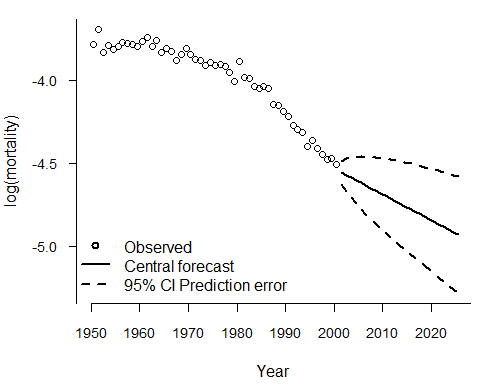 log(mortality)
-4.0
-4.5
-5.0
Observed
Central forecast
95% CI Prediction error
1950 1960 1970 1980 1990 2000 2010 2020
Year